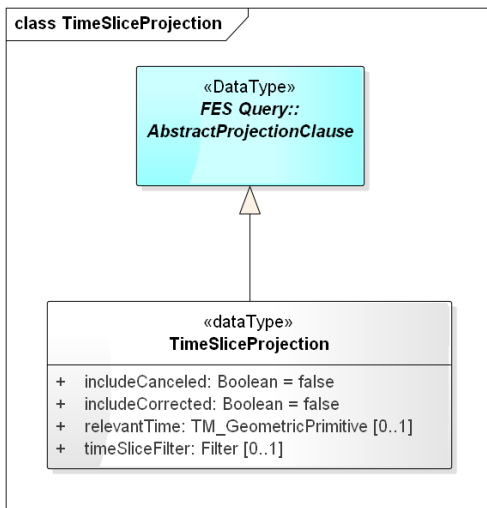 class TimeSliceProjection
«DataType»
FES Query::
AbstractProjectionClause
«dataType»
TimeSliceProjection
+ includeCanceled: Boolean = false
+ includeCorrected: Boolean = false
+ relevantTime: TM_GeometricPrimitive [0..1]
+ timeSliceFilter: Filter [0..1]